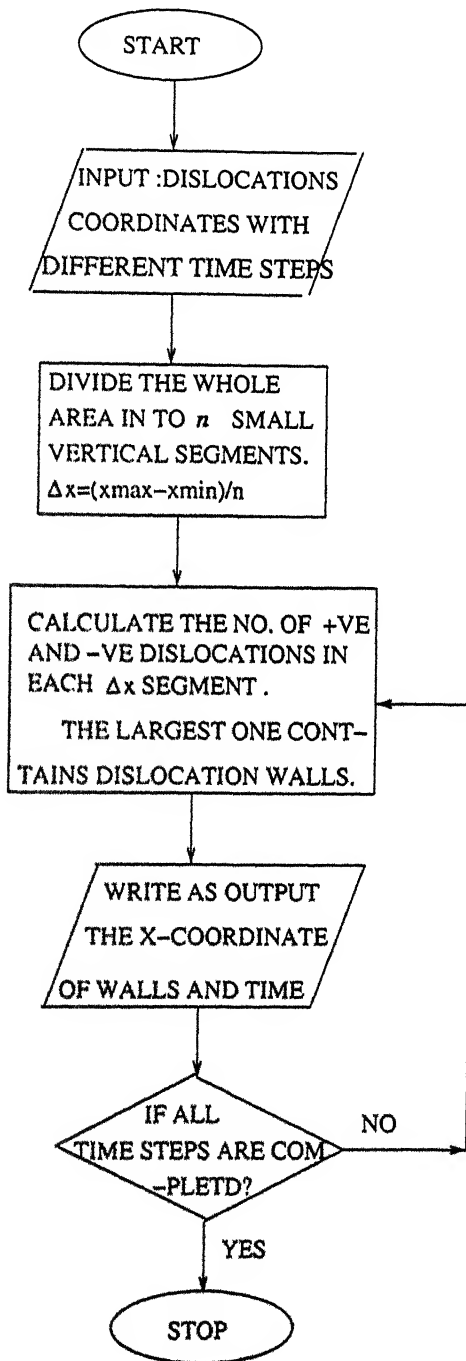 START
INPUT :DISLOCATIONS
COORDINATES WITH
DIFFERENT TIME STEPS
DIVIDE THE WHOLE
AREA IN TO n SMALL
VERTICAL SEGMENTS.
Δx=(xmax−xmin)/n
CALCULATE THE NO. OF +VE
AND −VE DISLOCATIONS IN
EACH Δx SEGMENT .
THE LARGEST ONE CONT−
TAINS DISLOCATION WALLS.
WRITE AS OUTPUT
THE X−COORDINATE
OF WALLS AND TIME
IF ALL
TIME STEPS ARE COM
−PLETD?
NO
YES
STOP